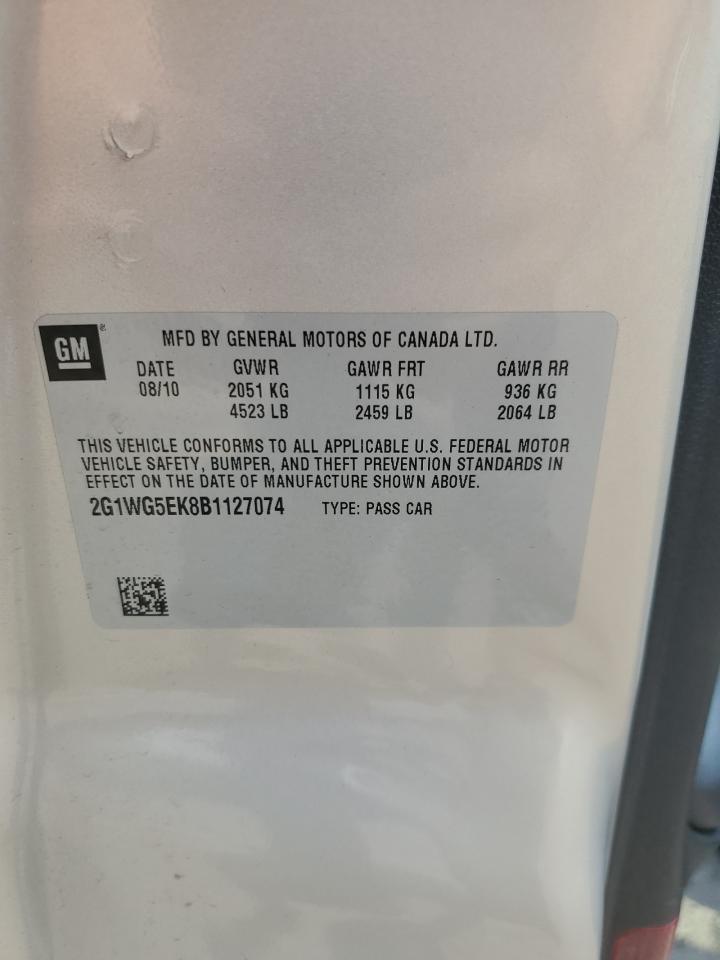 GM ®
MFD BY GENERAL MOTORS OF CANADA LTD.
DATE GVWR GAWR FRT GAWR RR
08/10 2051 KG 1115 KG 936 KG
4523 LB 2459 LB 2064 LB
THIS VEHICLE CONFORMS TO ALL APPLICABLE U.S. FEDERAL MOTOR
VEHICLE SAFETY, BUMPER, AND THEFT PREVENTION STANDARDS IN
EFFECT ON THE DATE OF MANUFACTURE SHOWN ABOVE.
2G1WG5EK8B1127074 TYPE: PASS CAR